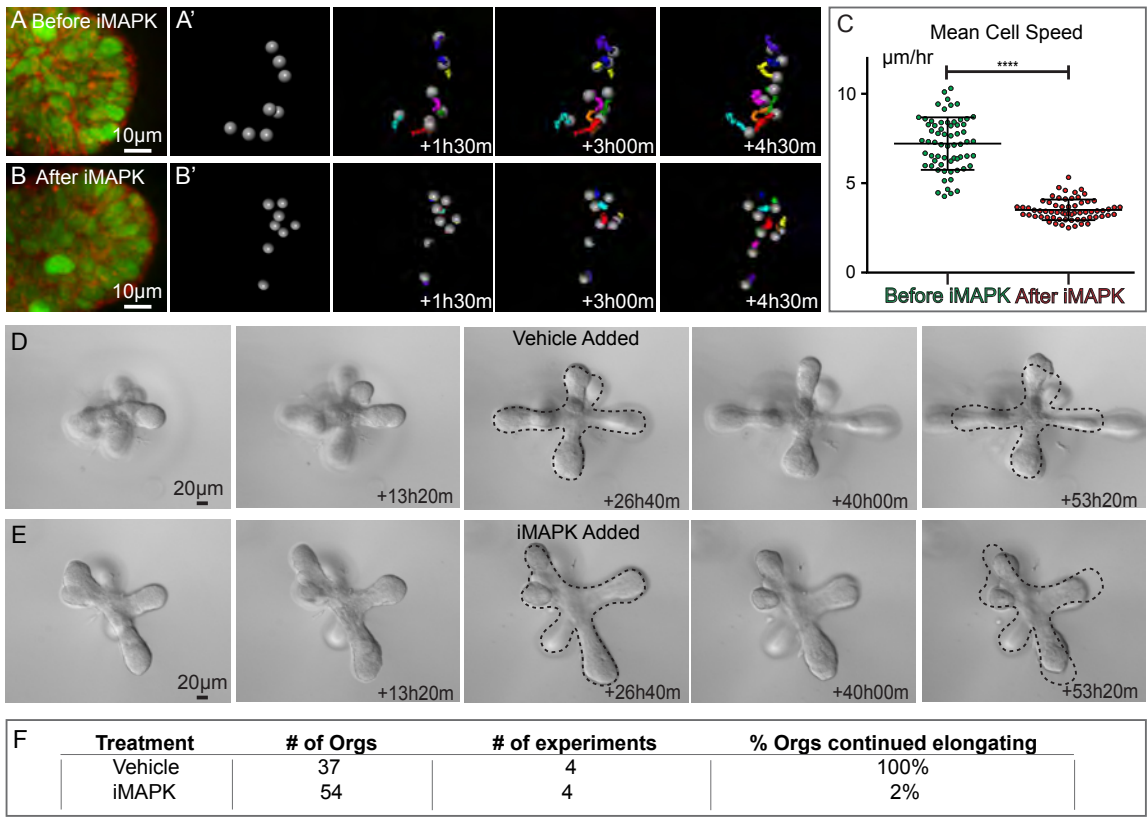 A Before iMAPK
10µm
A'
+1h30m
+3h00m
+4h30m
B After iMAPK
10µm
B'
+1h30m
+3h00m
+4h30m
C
Mean Cell Speed
µm/hr
****
10
5
0
Before iMAPK After iMAPK
D
20µm
+13h20m
Vehicle Added
+26h40m
+40h00m
+53h20m
E
20µm
+13h20m
iMAPK Added
+26h40m
+40h00m
+53h20m
F
Treatment # of Orgs # of experiments % Orgs continued elongating
Vehicle 37 4 100%
iMAPK 54 4 2%